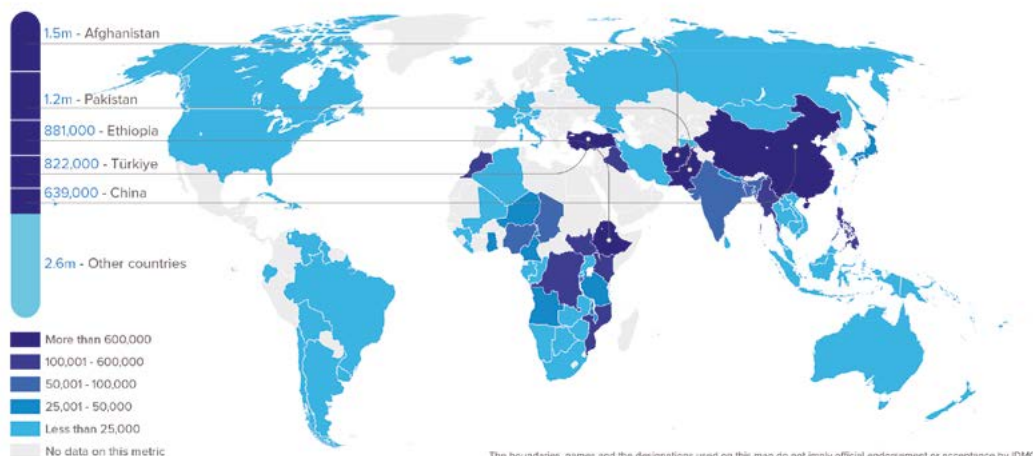 1.5m - Afghanistan
1.2m - Pakistan
881,000 - Ethiopia
822,000 - Türkiye
639,000 - China
2.6m - Other countries
More than 600,000
100,001 - 600,000
50,001 - 100,000
25,001 - 50,000
Less than 25,000
No data on this metric
The boundaries, names and the designations used on this map do not imply official endorsement or acceptance by IDMC